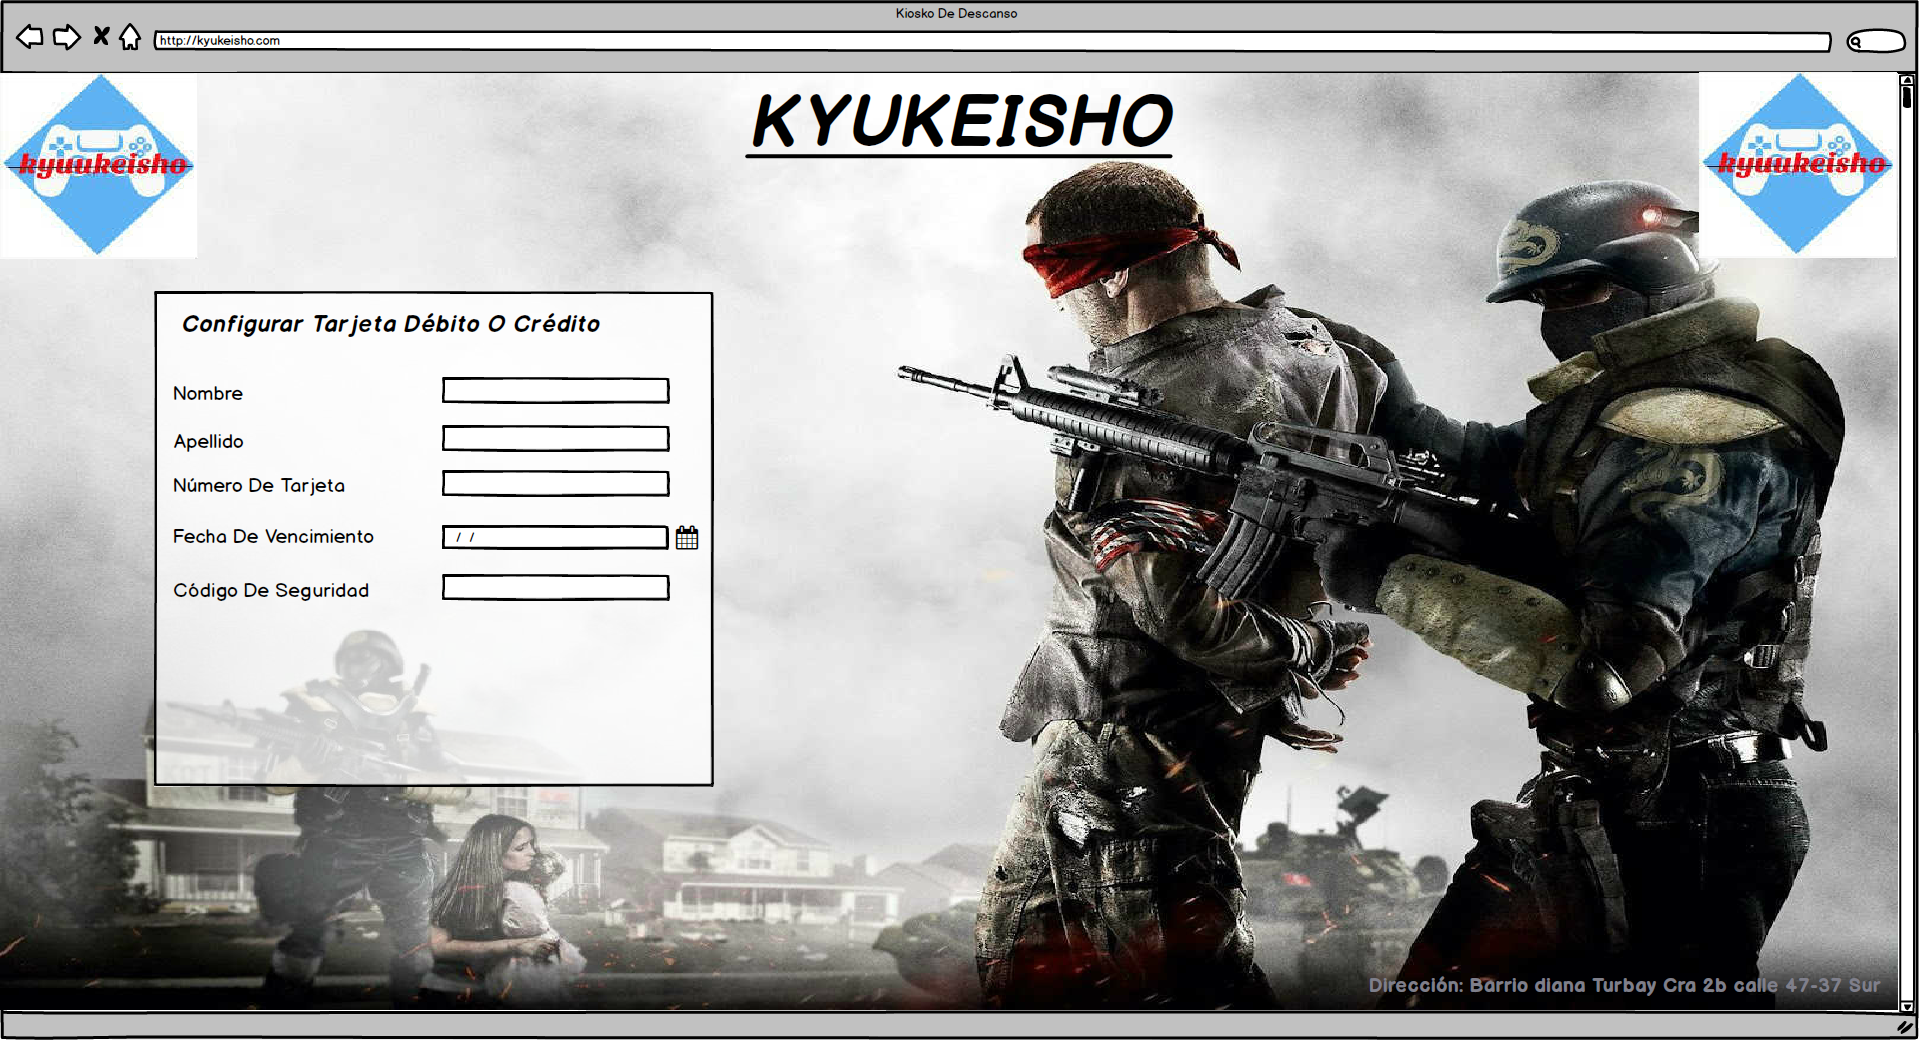 Kiosko De Descanso
http://kyukeisho.com
KYUKEISHO
kyuukeisho
kyuukeisho
Configurar Tarjeta Débito O Crédito
Nombre
Apellido
Número De Tarjeta
Fecha De Vencimiento
/ /
Código De Seguridad
Dirección: Barrio diana Turbay Cra 2b calle 47-37 Sur